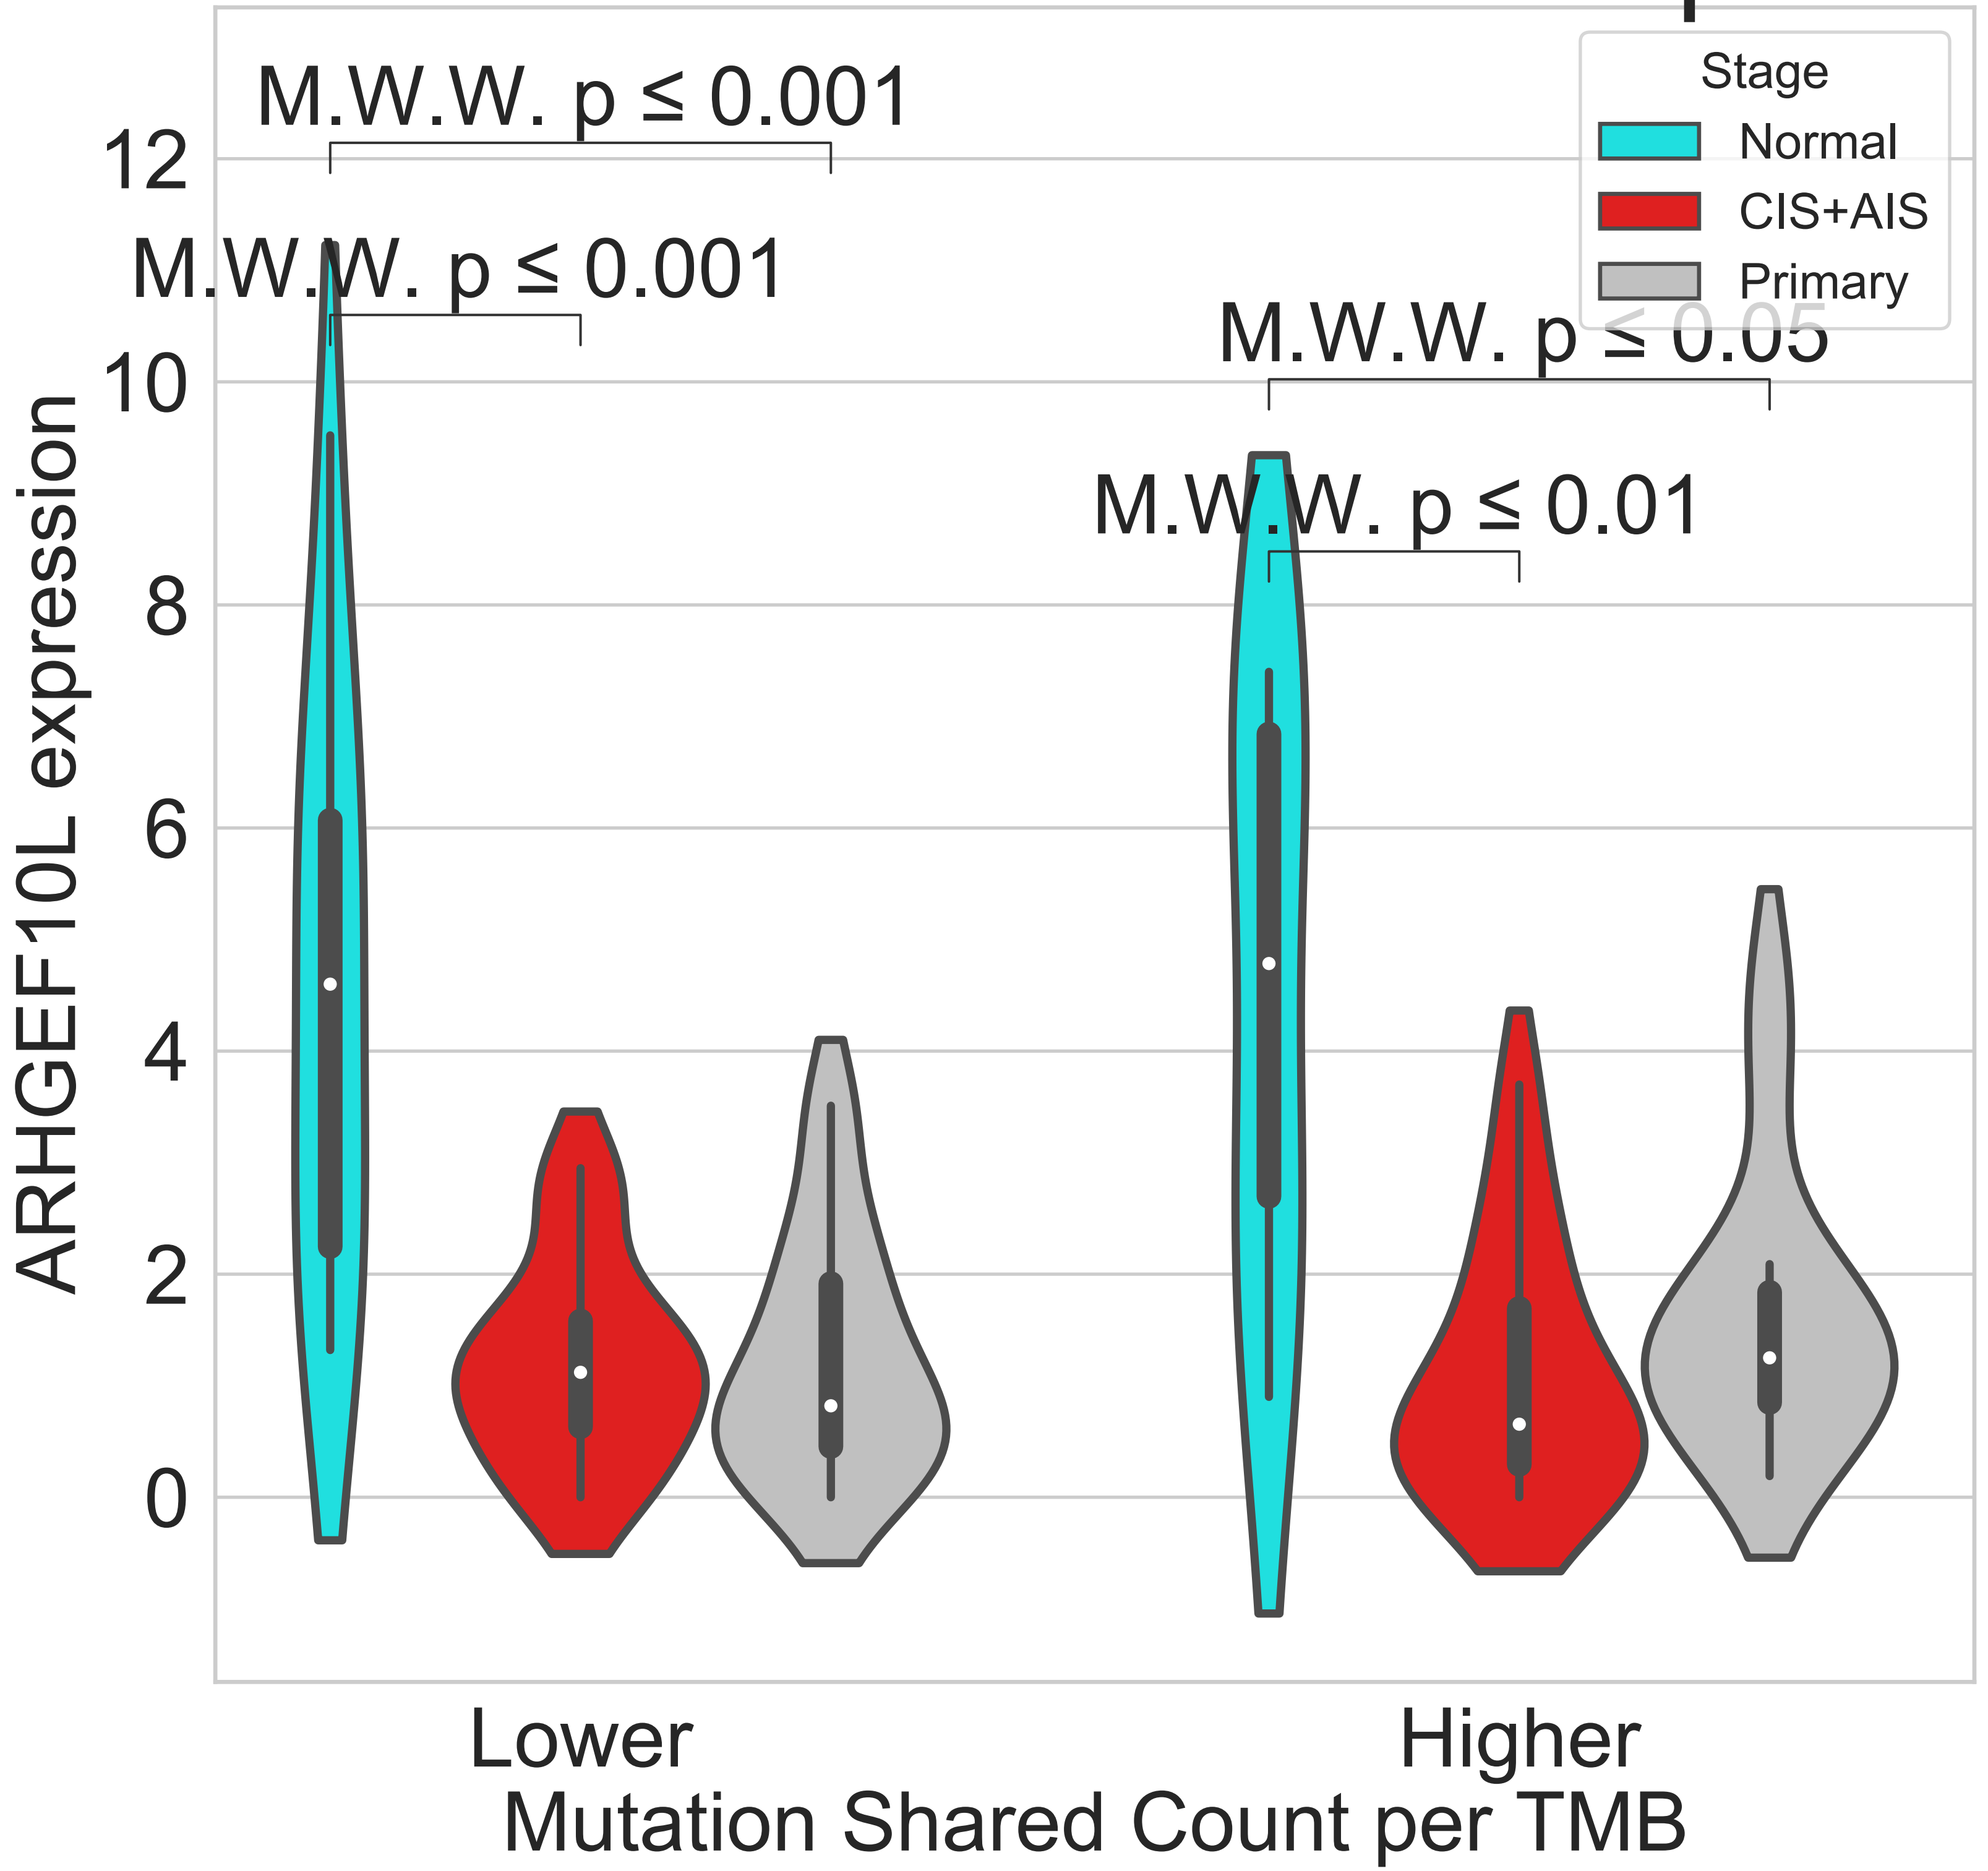 M.W.W. p ≤ 0.001
M.W.W. p ≤ 0.001
M.W.W. p ≤ 0.05
M.W.W. p ≤ 0.01
Stage
Normal
CIS+AIS
Primary
12
10
8
6
4
2
0
ARHGEF10L expression
Lower
Higher
Mutation Shared Count per TMB